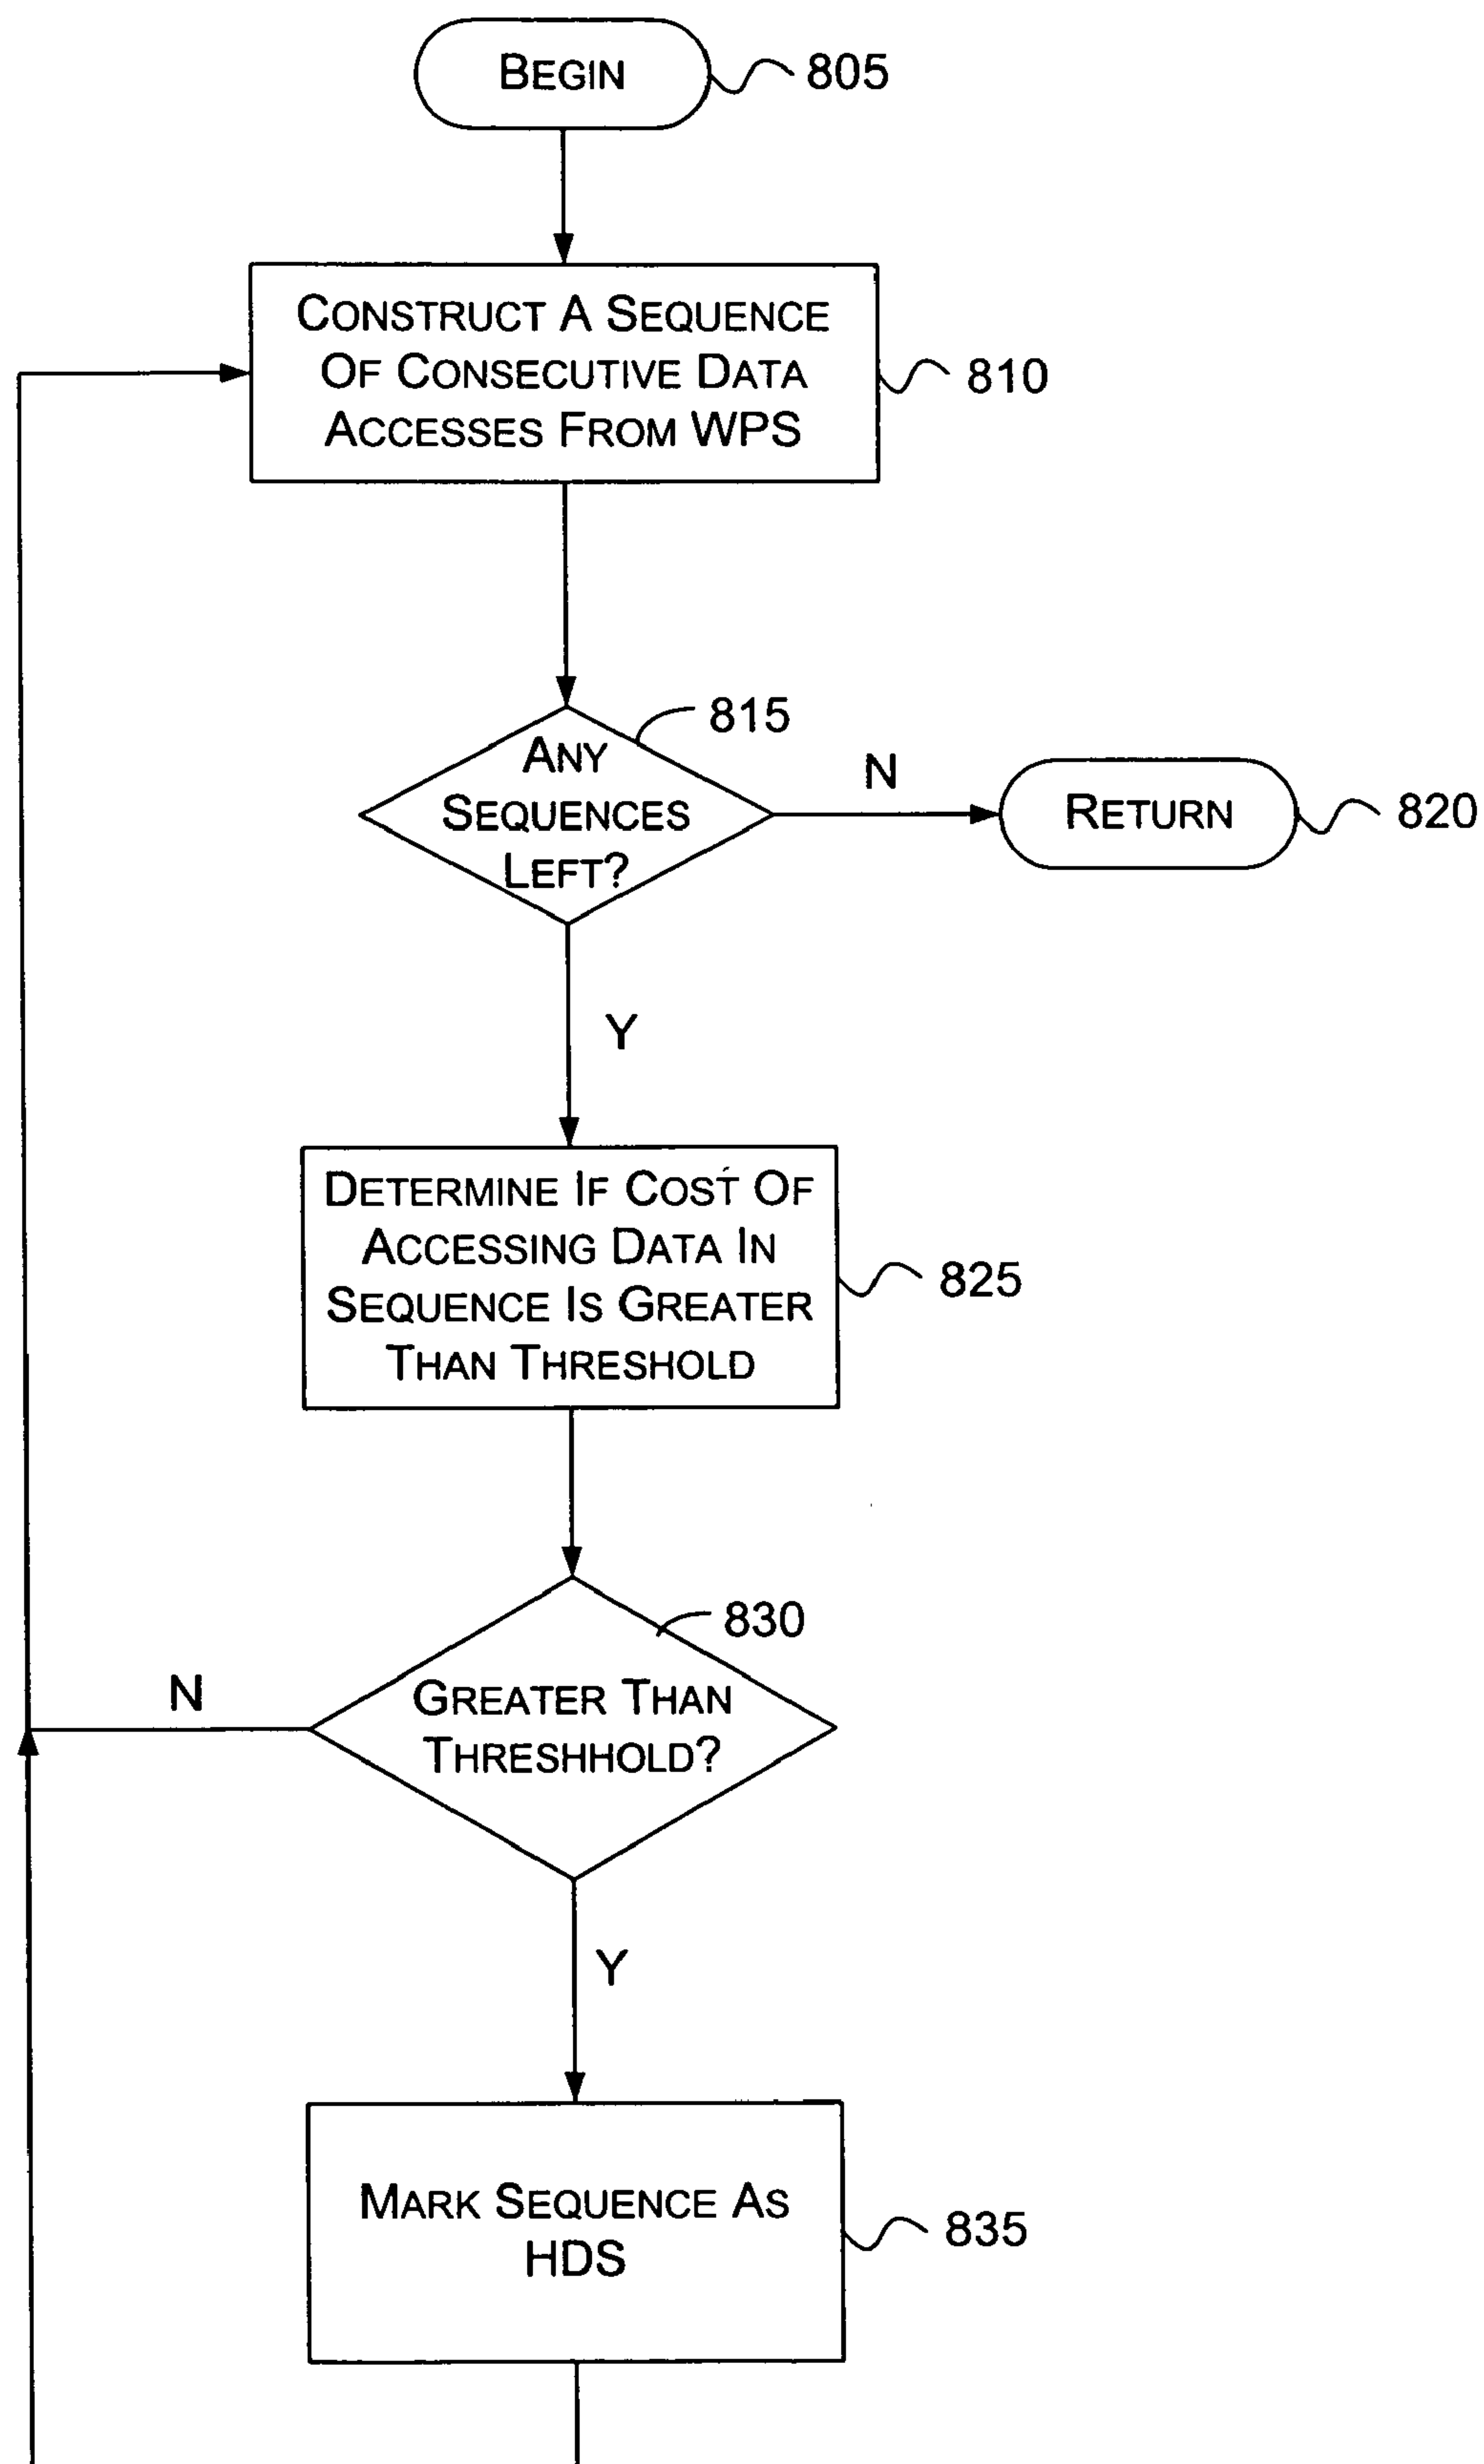 BEGIN
805
CONSTRUCT A SEQUENCE
OF CONSECUTIVE DATA
ACCESSES FROM WPS
810
815
ANY
SEQUENCES
LEFT?
N
RETURN
820
Y
DETERMINE IF COST OF
ACCESSING DATA IN
SEQUENCE IS GREATER
THAN THRESHOLD
825
830
GREATER THAN
THRESHHOLD?
N
Y
MARK SEQUENCE AS
HDS
835